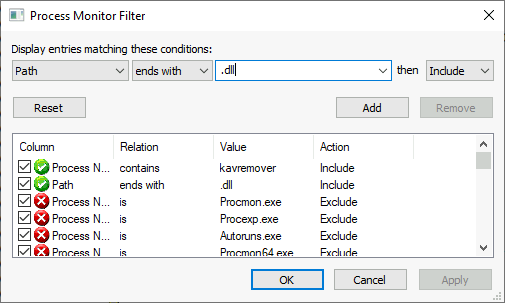 Process Monitor Filter
Display entries matching these conditions:
Path ends with .dll then Include
Reset Add Remove
Column Relation Value Action
Process N... contains kavremover Include
Path ends with .dll Include
Process N... is Procmon.exe Exclude
Process N... is Procexp.exe Exclude
Process N... is Autoruns.exe Exclude
Process N... is Procmon64.exe Exclude
OK Cancel Apply